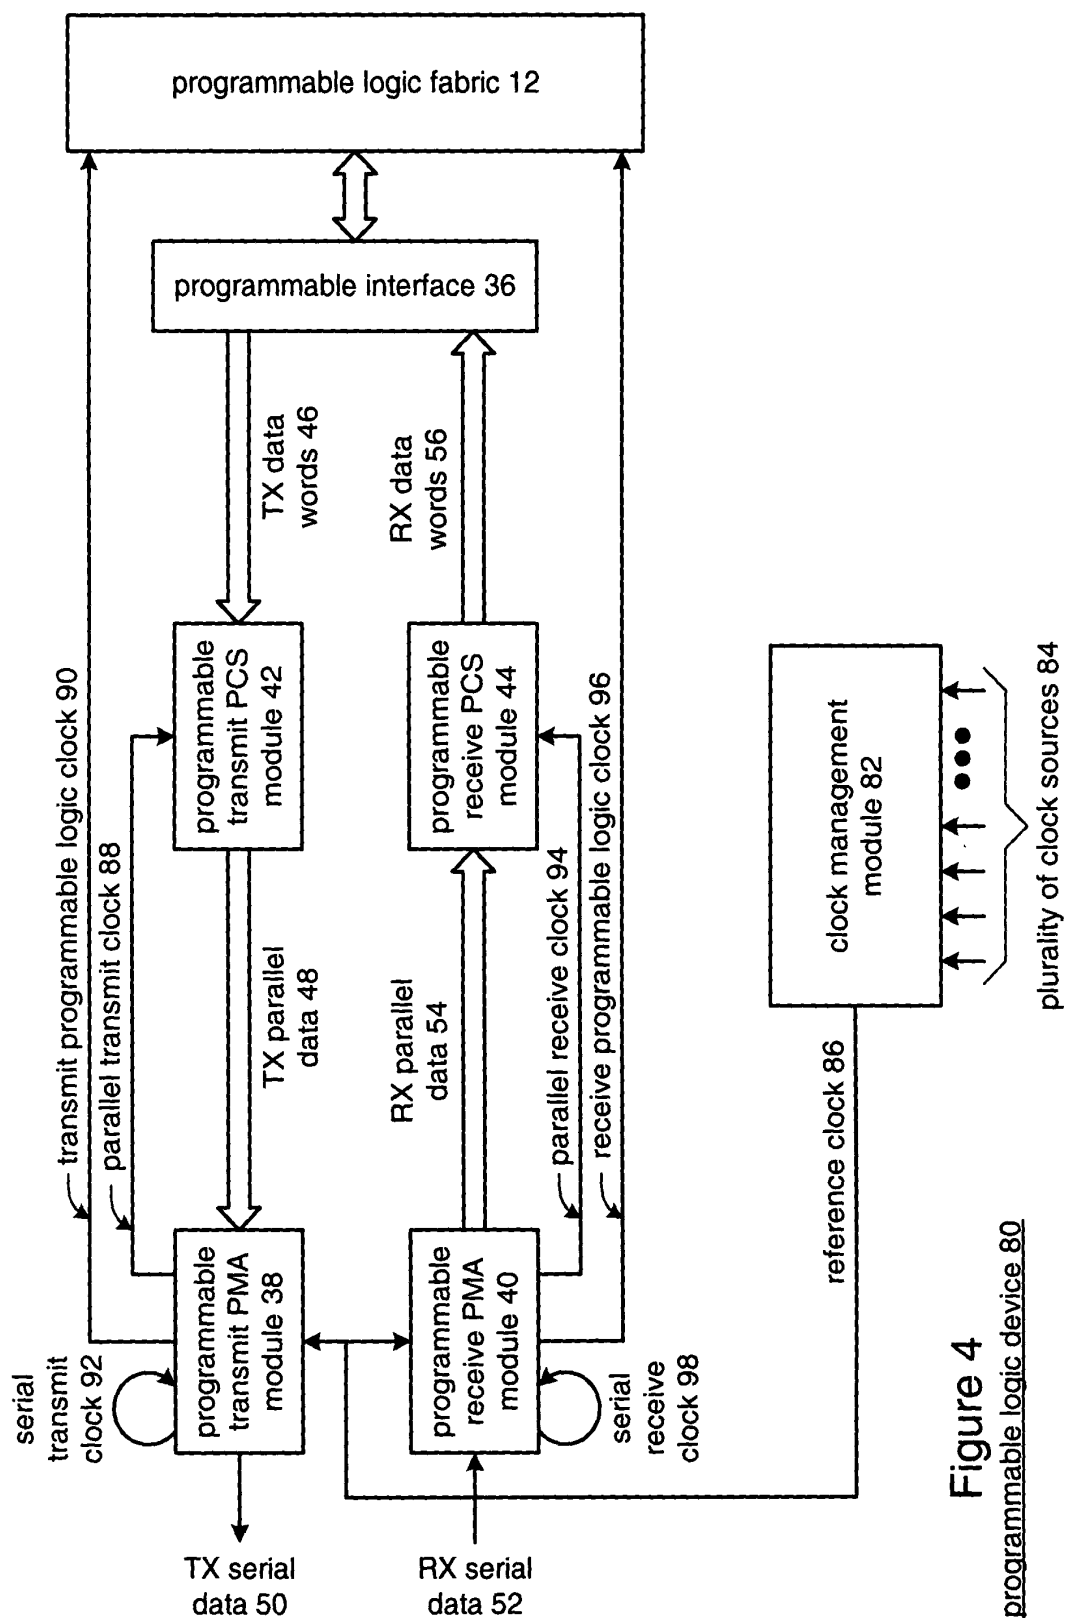 programmable logic fabric 12
programmable interface 36
TX data
words 46
RX data
words 56
transmit programmable logic clock 90
parallel transmit clock 88
programmable
transmit PCS
module 42
programmable
receive PCS
module 44
TX parallel
data 48
RX parallel
data 54
parallel receive clock 94
receive programmable logic clock 96
clock management
module 82
plurality of clock sources 84
reference clock 86
serial
transmit
clock 92
programmable
transmit PMA
module 38
programmable
receive PMA
module 40
serial
receive
clock 98
TX serial
data 50
RX serial
data 52
Figure 4
programmable logic device 80